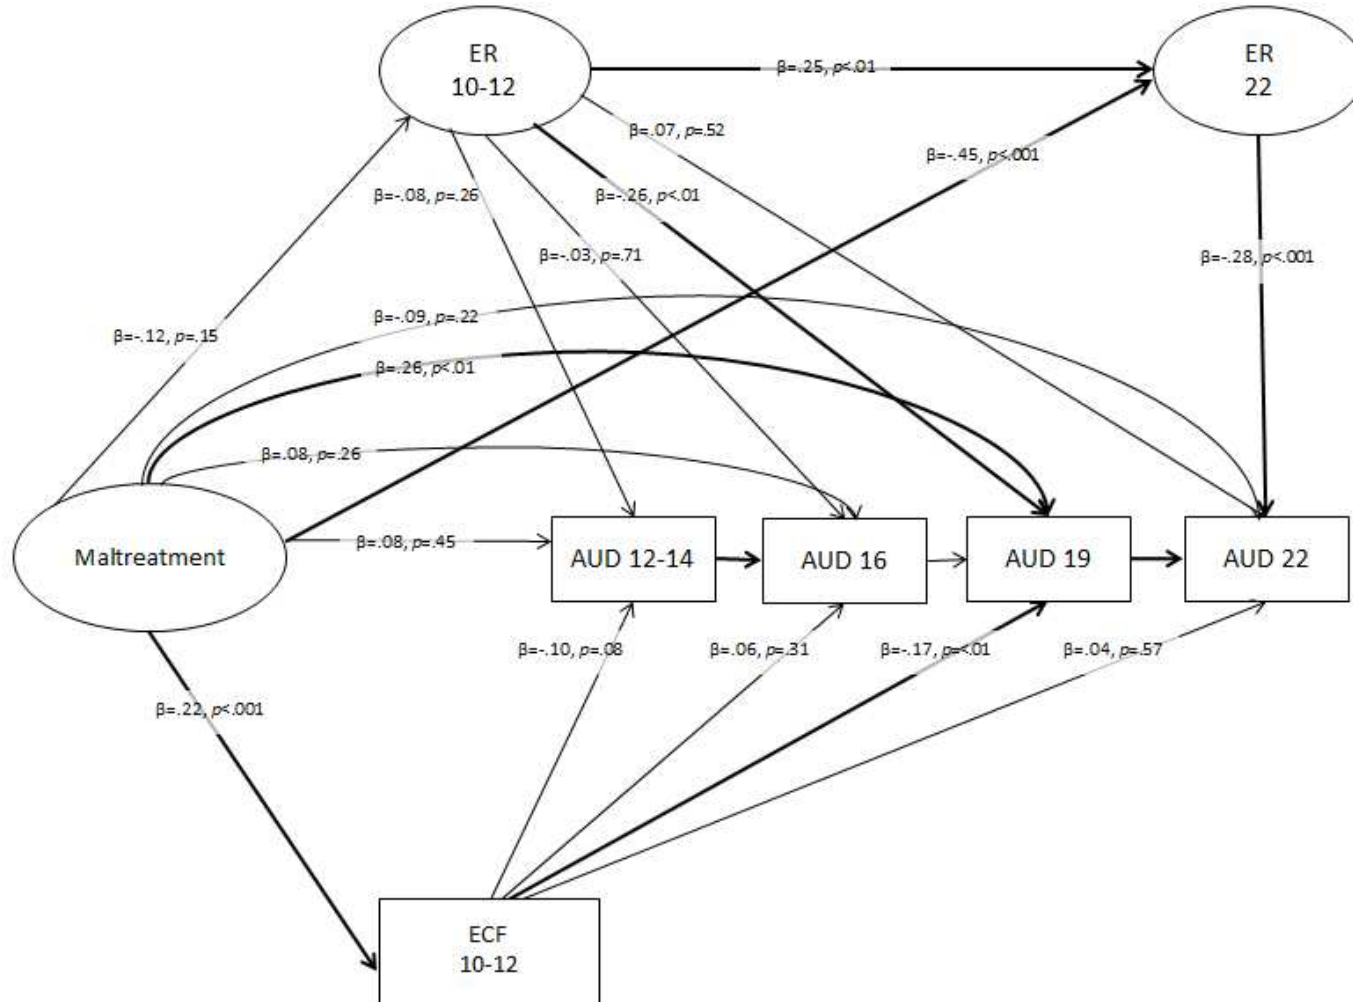 ER
10-12
ER
22
β=.25, p<.01
β=.07, p=.52
β=-.45, p<.001
β=-.08, p=.26
β=-.26, p<.01
β=-.03, p=.71
β=-.28, p<.001
β=-.09, p=.22
β=-.12, p=.15
β=.26, p<.01
β=.08, p=.26
β=.08, p=.45
Maltreatment
AUD 12-14
AUD 16
AUD 19
AUD 22
β=-.10, p=.08
β=.06, p=.31
β=-.17, p=<.01
β=.04, p=.57
β=.22, p<.001
ECF
10-12